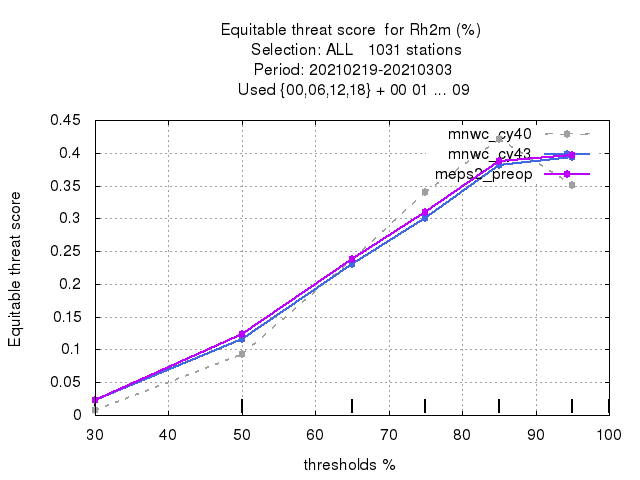 Equitable threat score  for Rh2m (%)
Selection: ALL   1031 stations
Period: 20210219-20210303
Used {00,06,12,18} + 00 01 ... 09
0.45
0.4
0.35
0.3
0.25
0.2
0.15
0.1
0.05
0
Equitable threat score
mnwc_cy40
mnwc_cy43
meps2_preop
30
40
50
60
70
80
90
100
thresholds %